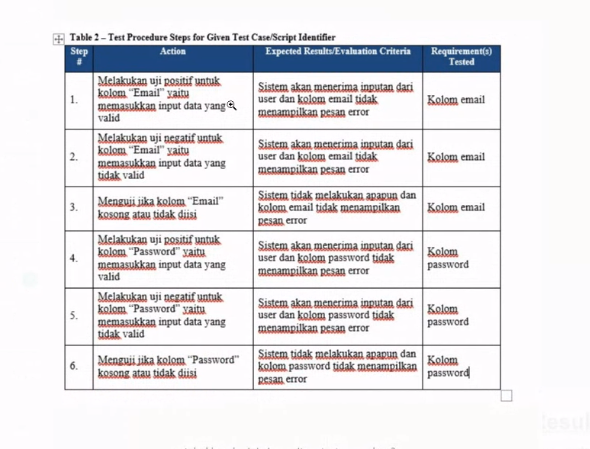 Table 2 – Test Procedure Steps for Given Test Case/Script Identifier
Step # Action Expected Results/Evaluation Criteria Requirement(s) Tested
1.
Melakukan uji positif untuk
kolom “Email” yaitu
memasukkan input data yang
valid
Sistem akan menerima inputan dari
user dan kolom email tidak
menampilkan pesan error
Kolom email
2.
Melakukan uji negatif untuk
kolom “Email” yaitu
memasukkan input data yang
tidak valid
Sistem akan menerima inputan dari
user dan kolom email tidak
menampilkan pesan error
Kolom email
3.
Menguji jika kolom “Email”
kosong atau tidak diisi
Sistem tidak melakukan apapun dan
kolom email tidak menampilkan
pesan error
Kolom email
4.
Melakukan uji positif untuk
kolom “Password” yaitu
memasukkan input data yang
valid
Sistem akan menerima inputan dari
user dan kolom password tidak
menampilkan pesan error
Kolom
password
5.
Melakukan uji negatif untuk
kolom “Password” yaitu
memasukkan input data yang
tidak valid
Sistem akan menerima inputan dari
user dan kolom password tidak
menampilkan pesan error
Kolom
password
6.
Menguji jika kolom “Password”
kosong atau tidak diisi
Sistem tidak melakukan apapun dan
kolom password tidak menampilkan
pesan error
Kolom
password